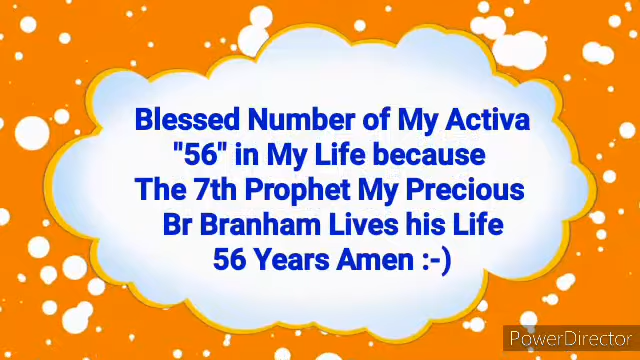 Blessed Number of My Activa
"56" in My Life because
The 7th Prophet My Precious
Br Branham Lives his Life
56 Years Amen :-)
PowerDirector